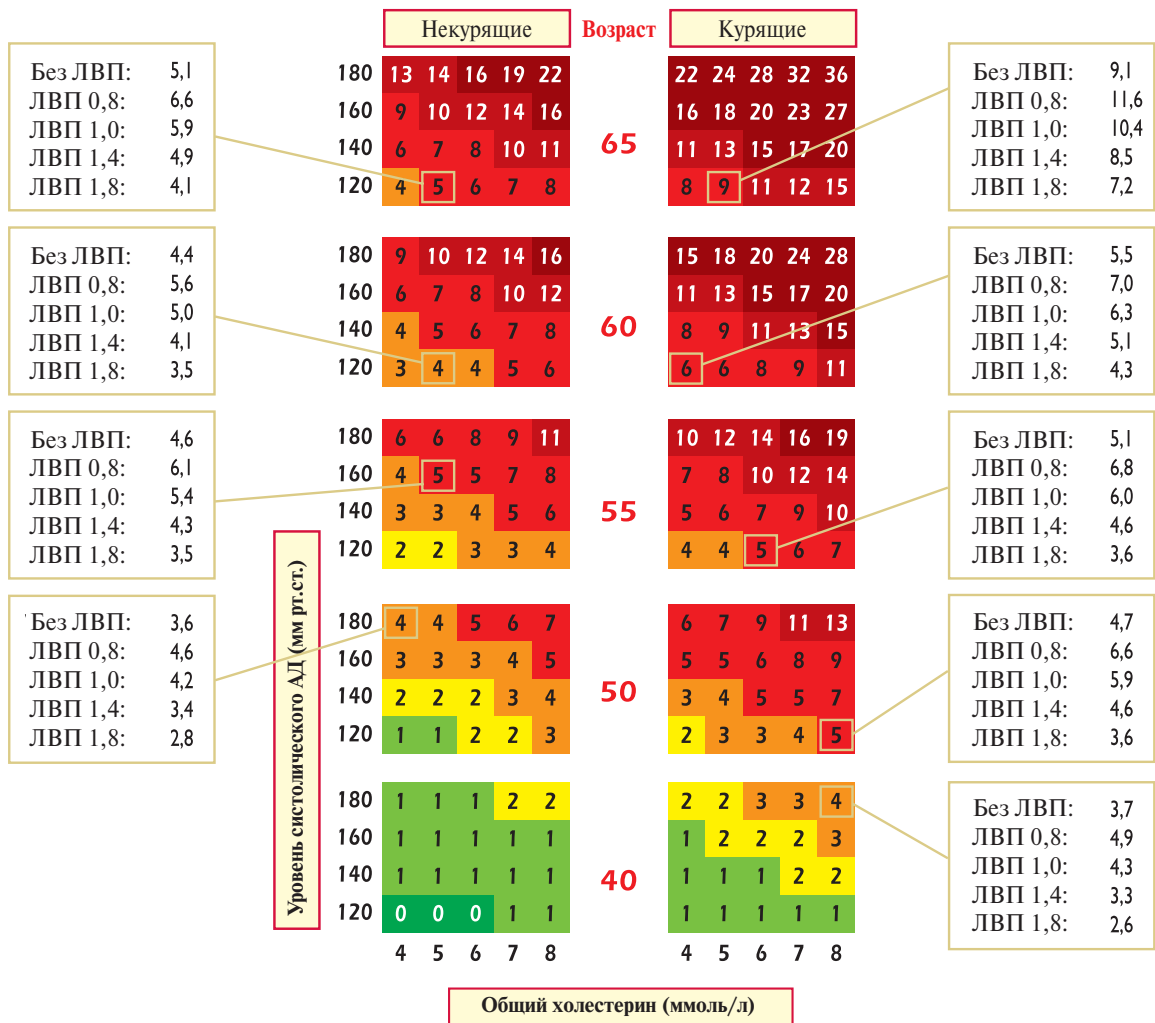 Некурящие Возраст Курящие
Без ЛВП: 5,1
ЛВП 0,8: 6,6
ЛВП 1,0: 5,9
ЛВП 1,4: 4,9
ЛВП 1,8: 4,1
180 13 14 16 19 22
160 9 10 12 14 16
140 6 7 8 10 11
120 4 5 6 7 8
65
22 24 28 32 36
16 18 20 23 27
11 13 15 17 20
8 9 11 12 15
Без ЛВП: 9,1
ЛВП 0,8: 11,6
ЛВП 1,0: 10,4
ЛВП 1,4: 8,5
ЛВП 1,8: 7,2
Без ЛВП: 4,4
ЛВП 0,8: 5,6
ЛВП 1,0: 5,0
ЛВП 1,4: 4,1
ЛВП 1,8: 3,5
180 9 10 12 14 16
160 6 7 8 10 12
140 4 5 6 7 8
120 3 4 4 5 6
60
15 18 20 24 28
11 13 15 17 20
8 9 11 13 15
6 6 8 9 11
Без ЛВП: 5,5
ЛВП 0,8: 7,0
ЛВП 1,0: 6,3
ЛВП 1,4: 5,1
ЛВП 1,8: 4,3
Без ЛВП: 4,6
ЛВП 0,8: 6,1
ЛВП 1,0: 5,4
ЛВП 1,4: 4,3
ЛВП 1,8: 3,5
180 6 6 8 9 11
160 4 5 5 7 8
140 3 3 4 5 6
120 2 2 3 3 4
55
10 12 14 16 19
7 8 10 12 14
5 6 7 9 10
4 4 5 6 7
Без ЛВП: 5,1
ЛВП 0,8: 6,8
ЛВП 1,0: 6,0
ЛВП 1,4: 4,6
ЛВП 1,8: 3,6
Без ЛВП: 3,6
ЛВП 0,8: 4,6
ЛВП 1,0: 4,2
ЛВП 1,4: 3,4
ЛВП 1,8: 2,8
Уровень систолического АД (мм рт.ст.)
180 4 4 5 6 7
160 3 3 3 4 5
140 2 2 2 3 4
120 1 1 2 2 3
50
6 7 9 11 13
5 5 6 8 9
3 4 5 5 7
2 3 3 4 5
Без ЛВП: 4,7
ЛВП 0,8: 6,6
ЛВП 1,0: 5,9
ЛВП 1,4: 4,6
ЛВП 1,8: 3,6
180 1 1 1 2 2
160 1 1 1 1 1
140 1 1 1 1 1
120 0 0 0 1 1
40
2 2 3 3 4
1 2 2 2 3
1 1 1 2 2
1 1 1 1 1
Без ЛВП: 3,7
ЛВП 0,8: 4,9
ЛВП 1,0: 4,3
ЛВП 1,4: 3,3
ЛВП 1,8: 2,6
4 5 6 7 8 4 5 6 7 8
Общий холестерин (ммоль/л)